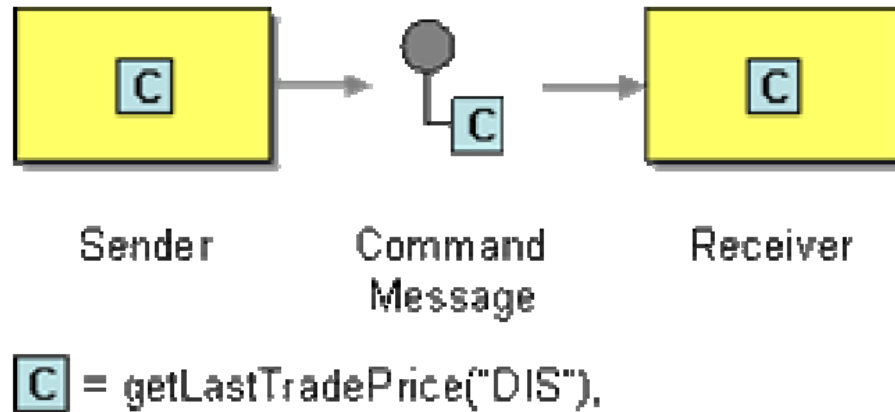 C C C
Sender Command Message Receiver
C = getLastTradePrice("DIS");